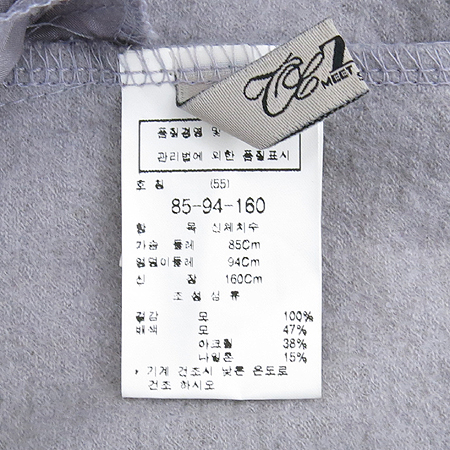 MEET
품질경영 및
관리법에 의한 품질표시
호 칭 (55)
85-94-160
항 목 신체치수
가슴 둘레 85Cm
엉덩이둘레 94Cm
신 장 160Cm
조성섬유
겉감 모 100%
배색 모 47%
아크릴 38%
나일론 15%
* 기계 건조시 낮은 온도로
건조 하시오